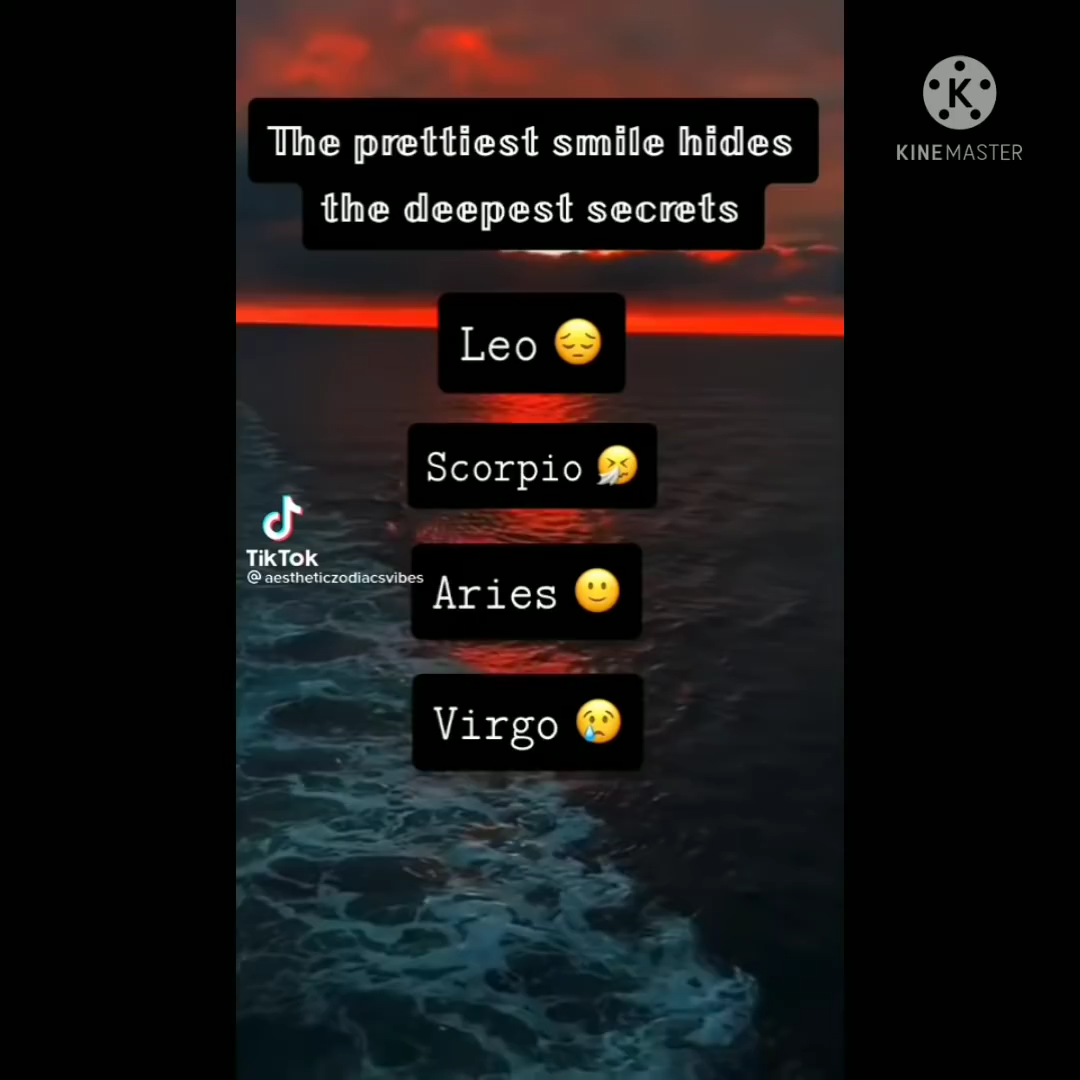 K
KINEMASTER
The prettiest smile hides
the deepest secrets
Leo 😔
Scorpio 🤧
Aries 🙂
Virgo 😢
TikTok
@aestheticzodiacsvibes